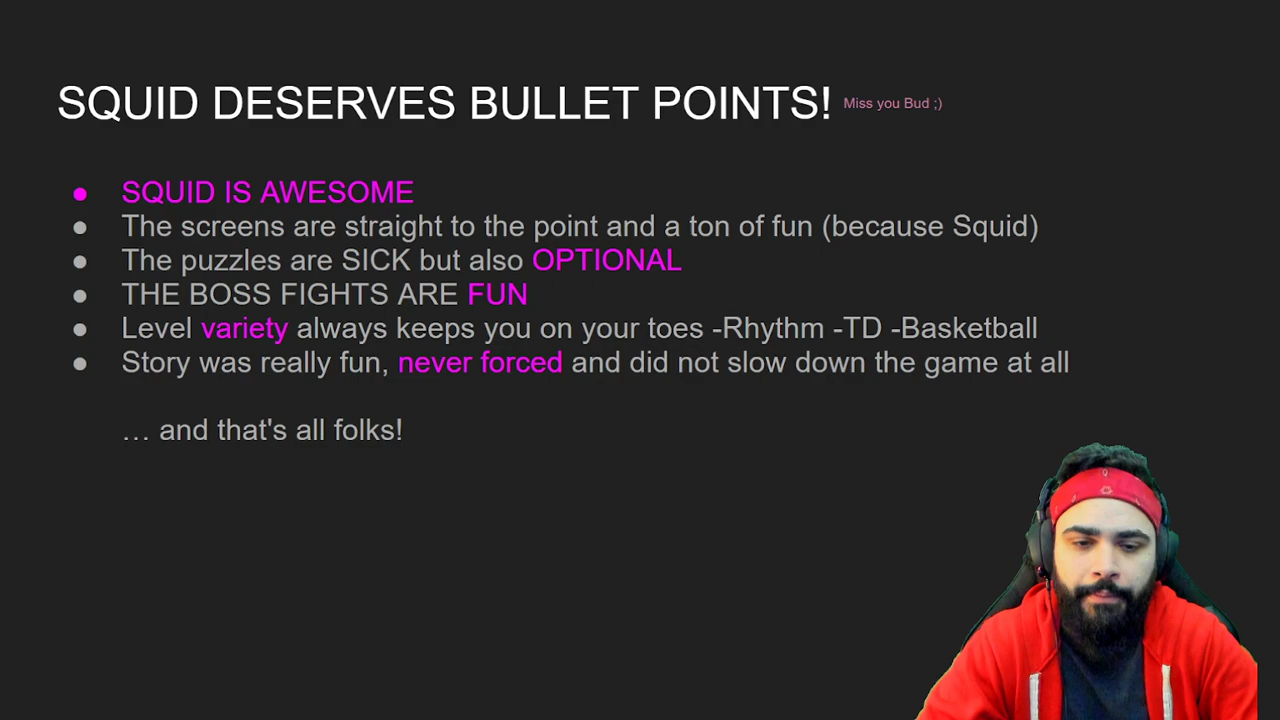 SQUID DESERVES BULLET POINTS! Miss you Bud ;)
● SQUID IS AWESOME
● The screens are straight to the point and a ton of fun (because Squid)
● The puzzles are SICK but also OPTIONAL
● THE BOSS FIGHTS ARE FUN
● Level variety always keeps you on your toes -Rhythm -TD -Basketball
● Story was really fun, never forced and did not slow down the game at all
… and that's all folks!